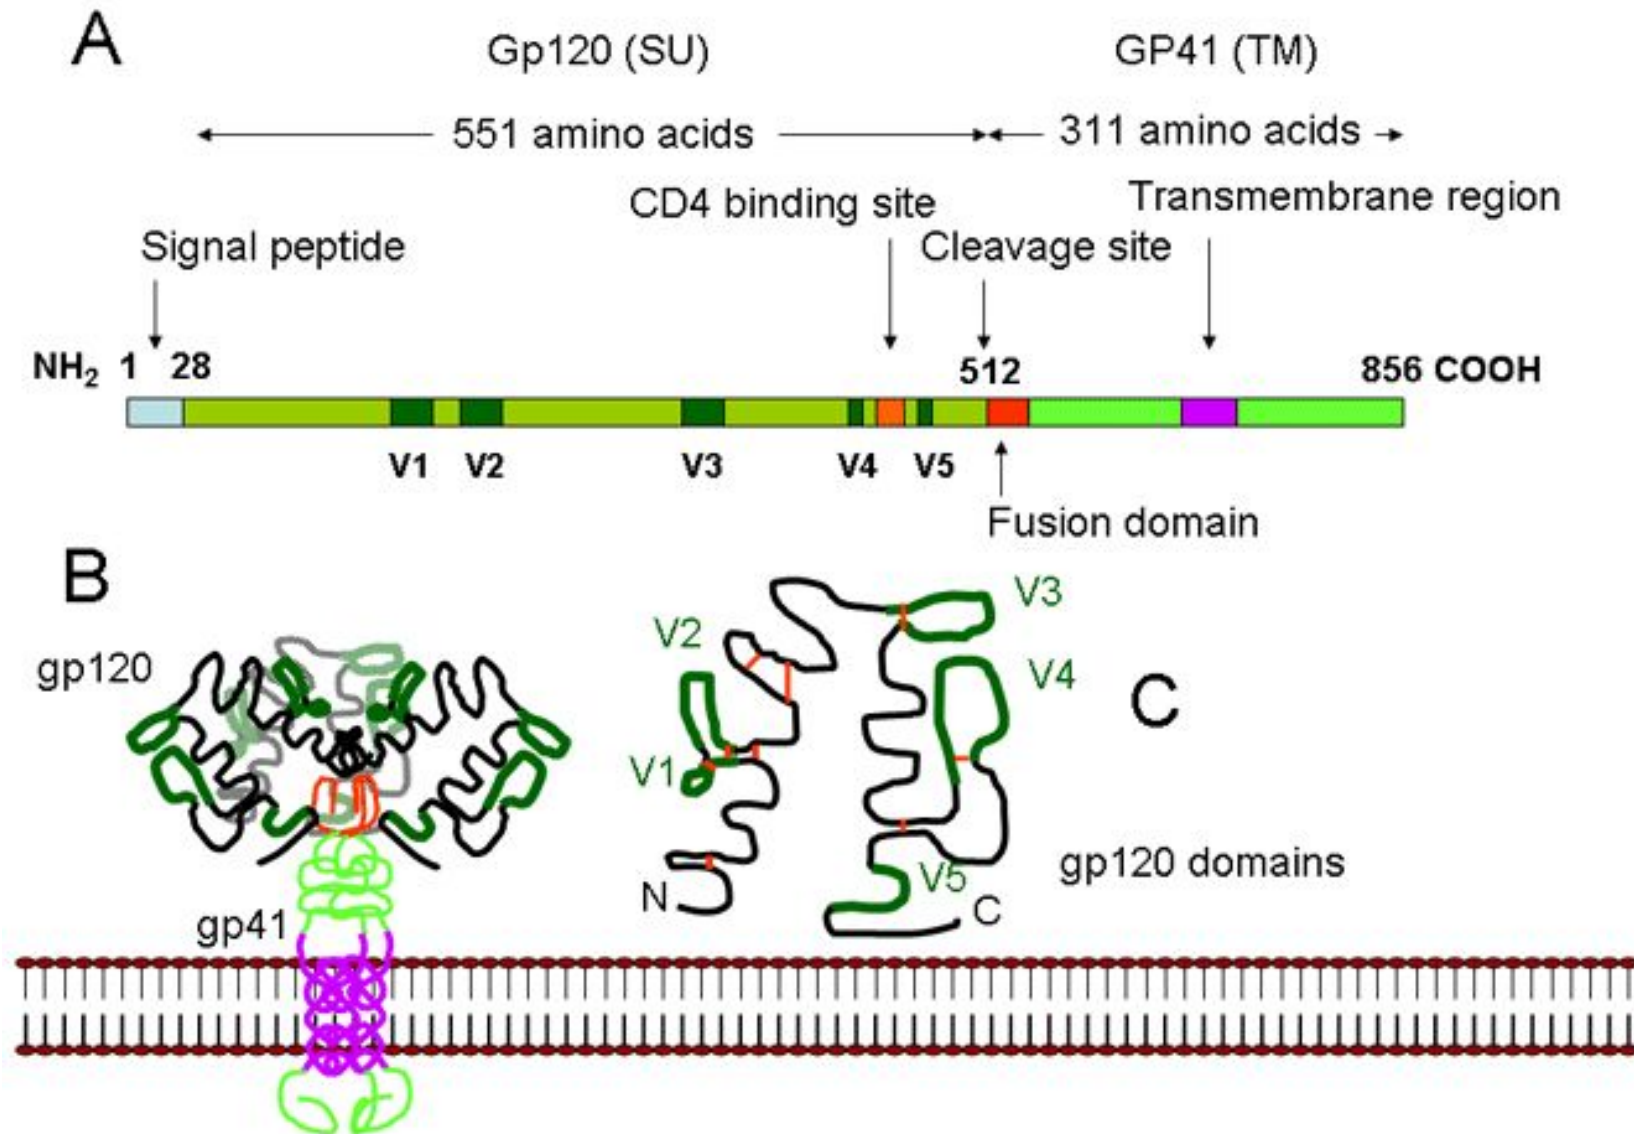 A
Gp120 (SU)
GP41 (TM)
551 amino acids
311 amino acids
CD4 binding site
Transmembrane region
Signal peptide
Cleavage site
NH2 1 28 512 856 COOH
V1 V2 V3 V4 V5
Fusion domain
B
gp120
gp41
V3
V2
V4
C
V1
gp120 domains
V5
N
C